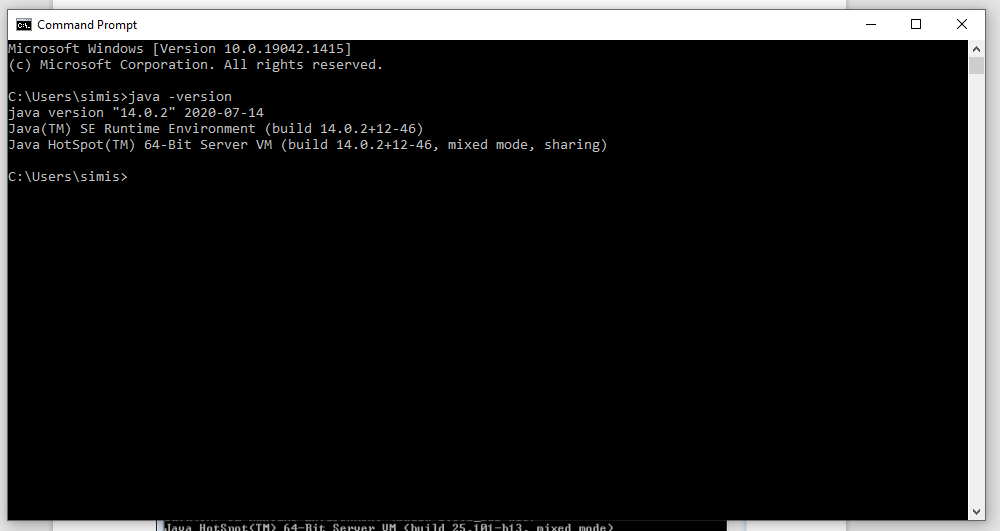 Command Prompt
Microsoft Windows [Version 10.0.19042.1415]
(c) Microsoft Corporation. All rights reserved.
C:\Users\simis>java -version
java version "14.0.2" 2020-07-14
Java(TM) SE Runtime Environment (build 14.0.2+12-46)
Java HotSpot(TM) 64-Bit Server VM (build 14.0.2+12-46, mixed mode, sharing)
C:\Users\simis>
Java HotSpot(TM) 64-Bit Server VM (build 25.101-b13, mixed mode)